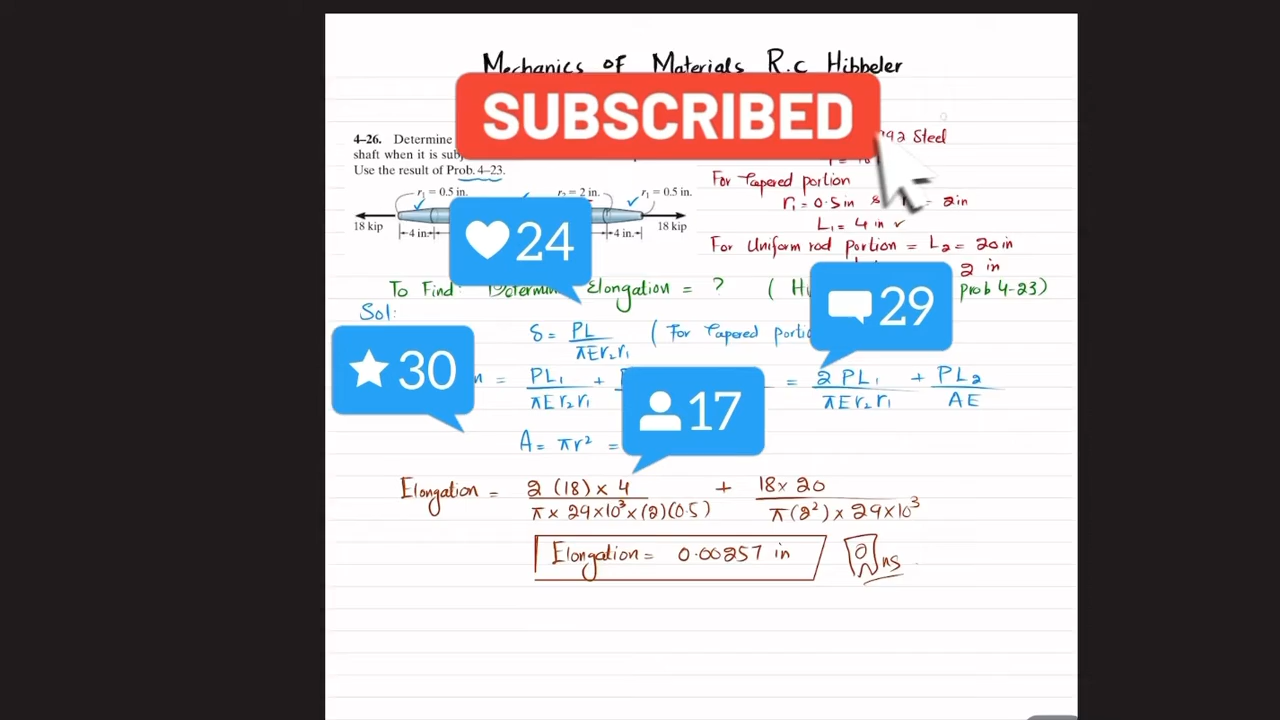 Mechanics of Materials R.C Hibbeler
SUBSCRIBED
4–26. Determine
shaft when it is
Use the result of Prob. 4–23.
r₁ = 0.5 in. = 2 in. r₁ = 0.5 in.
18 kip 4 in. 4 in. 18 kip
Steel
For Tapered portion
r₁ = 0.5 in & = 2 in
L₁ = 4 in
For Uniform rod portion = L₂ = 20 in
2 in
24
To Find: Determine Elongation = ? ( prob 4-23)
29
Sol:
δ = PL / πEr₂r₁ ( For Tapered
30
= PL₁ / πEr₂r₁ + = 2PL₁ / πEr₂r₁ + PL₂ / AE
17
A = πr² =
Elongation = 2 (18) × 4 / π × 29×10³ × (2)(0.5) + 18 × 20 / π(2²) × 29×10³
Elongation = 0.00257 in Ans